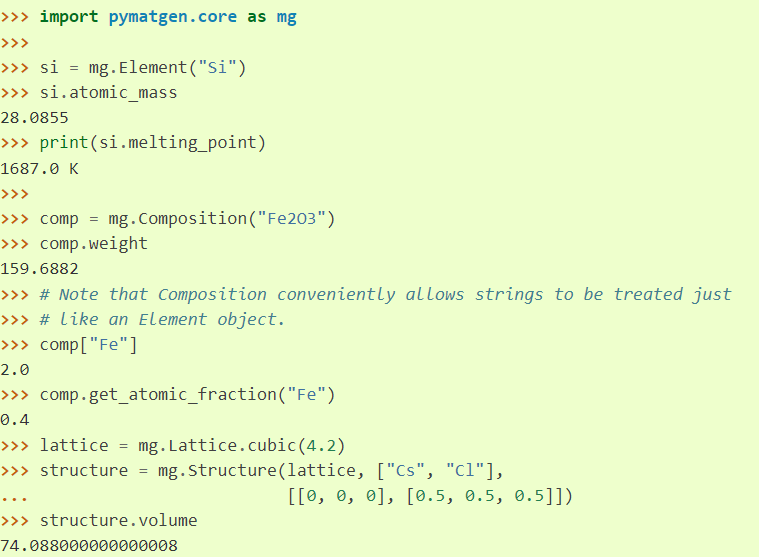 >>> import pymatgen.core as mg
>>>
>>> si = mg.Element("Si")
>>> si.atomic_mass
28.0855
>>> print(si.melting_point)
1687.0 K
>>>
>>> comp = mg.Composition("Fe2O3")
>>> comp.weight
159.6882
>>> # Note that Composition conveniently allows strings to be treated just
>>> # like an Element object.
>>> comp["Fe"]
2.0
>>> comp.get_atomic_fraction("Fe")
0.4
>>> lattice = mg.Lattice.cubic(4.2)
>>> structure = mg.Structure(lattice, ["Cs", "Cl"],
...                          [[0, 0, 0], [0.5, 0.5, 0.5]])
>>> structure.volume
74.088000000000008